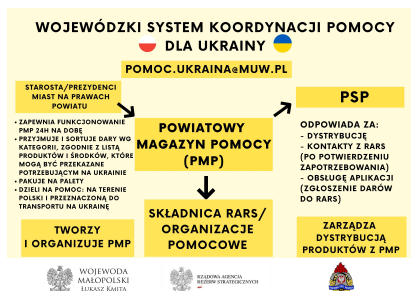 WOJEWÓDZKI SYSTEM KOORDYNACJI POMOCY
DLA UKRAINY
POMOC.UKRAINA@MUW.PL
STAROSTA/PREZYDENCI
MIAST NA PRAWACH
POWIATU
• ZAPEWNIA FUNKCJONOWANIE
PMP 24H NA DOBĘ
• PRZYJMUJE I SORTUJE DARY WG
KATEGORII, ZGODNIE Z LISTĄ
PRODUKTÓW I ŚRODKÓW, KTÓRE
MOGĄ BYĆ PRZEKAZANE
POTRZEBUJĄCYM NA UKRAINIE
• PAKUJE NA PALETY
• DZIELI NA POMOC: NA TERENIE
POLSKI I PRZEZNACZONĄ DO
TRANSPORTU NA UKRAINĘ
TWORZY
I ORGANIZUJE PMP
POWIATOWY
MAGAZYN POMOCY
(PMP)
SKŁADNICA RARS/
ORGANIZACJE
POMOCOWE
PSP
ODPOWIADA ZA:
- DYSTRYBUCJĘ
- KONTAKTY Z RARS
(PO POTWIERDZENIU
ZAPOTRZEBOWANIA)
- OBSŁUGĘ APLIKACJI
(ZGŁOSZENIE DARÓW
DO RARS)
ZARZĄDZA
DYSTRYBUCJĄ
PRODUKTÓW Z PMP
WOJEWODA
MAŁOPOLSKI
ŁUKASZ KMITA
RZĄDOWA AGENCJA
REZERW STRATEGICZNYCH